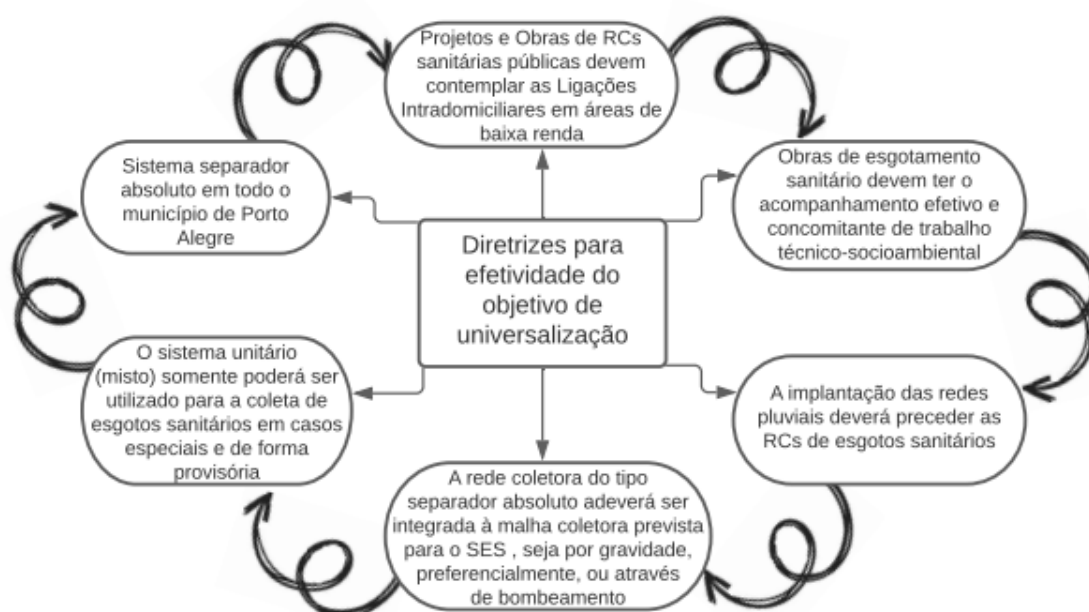 Projetos e Obras de RCs
sanitárias públicas devem
contemplar as Ligações
Intradomiciliares em áreas de
baixa renda
Sistema separador
absoluto em todo o
município de Porto
Alegre
Obras de esgotamento
sanitário devem ter o
acompanhamento efetivo e
concomitante de trabalho
técnico-socioambiental
Diretrizes para
efetividade do
objetivo de
universalização
O sistema unitário
(misto) somente poderá ser
utilizado para a coleta de
esgotos sanitários em casos
especiais e de forma
provisória
A implantação das redes
pluviais deverá preceder as
RCs de esgotos sanitários
A rede coletora do tipo
separador absoluto adeverá ser
integrada à malha coletora prevista
para o SES , seja por gravidade,
preferencialmente, ou através
de bombeamento